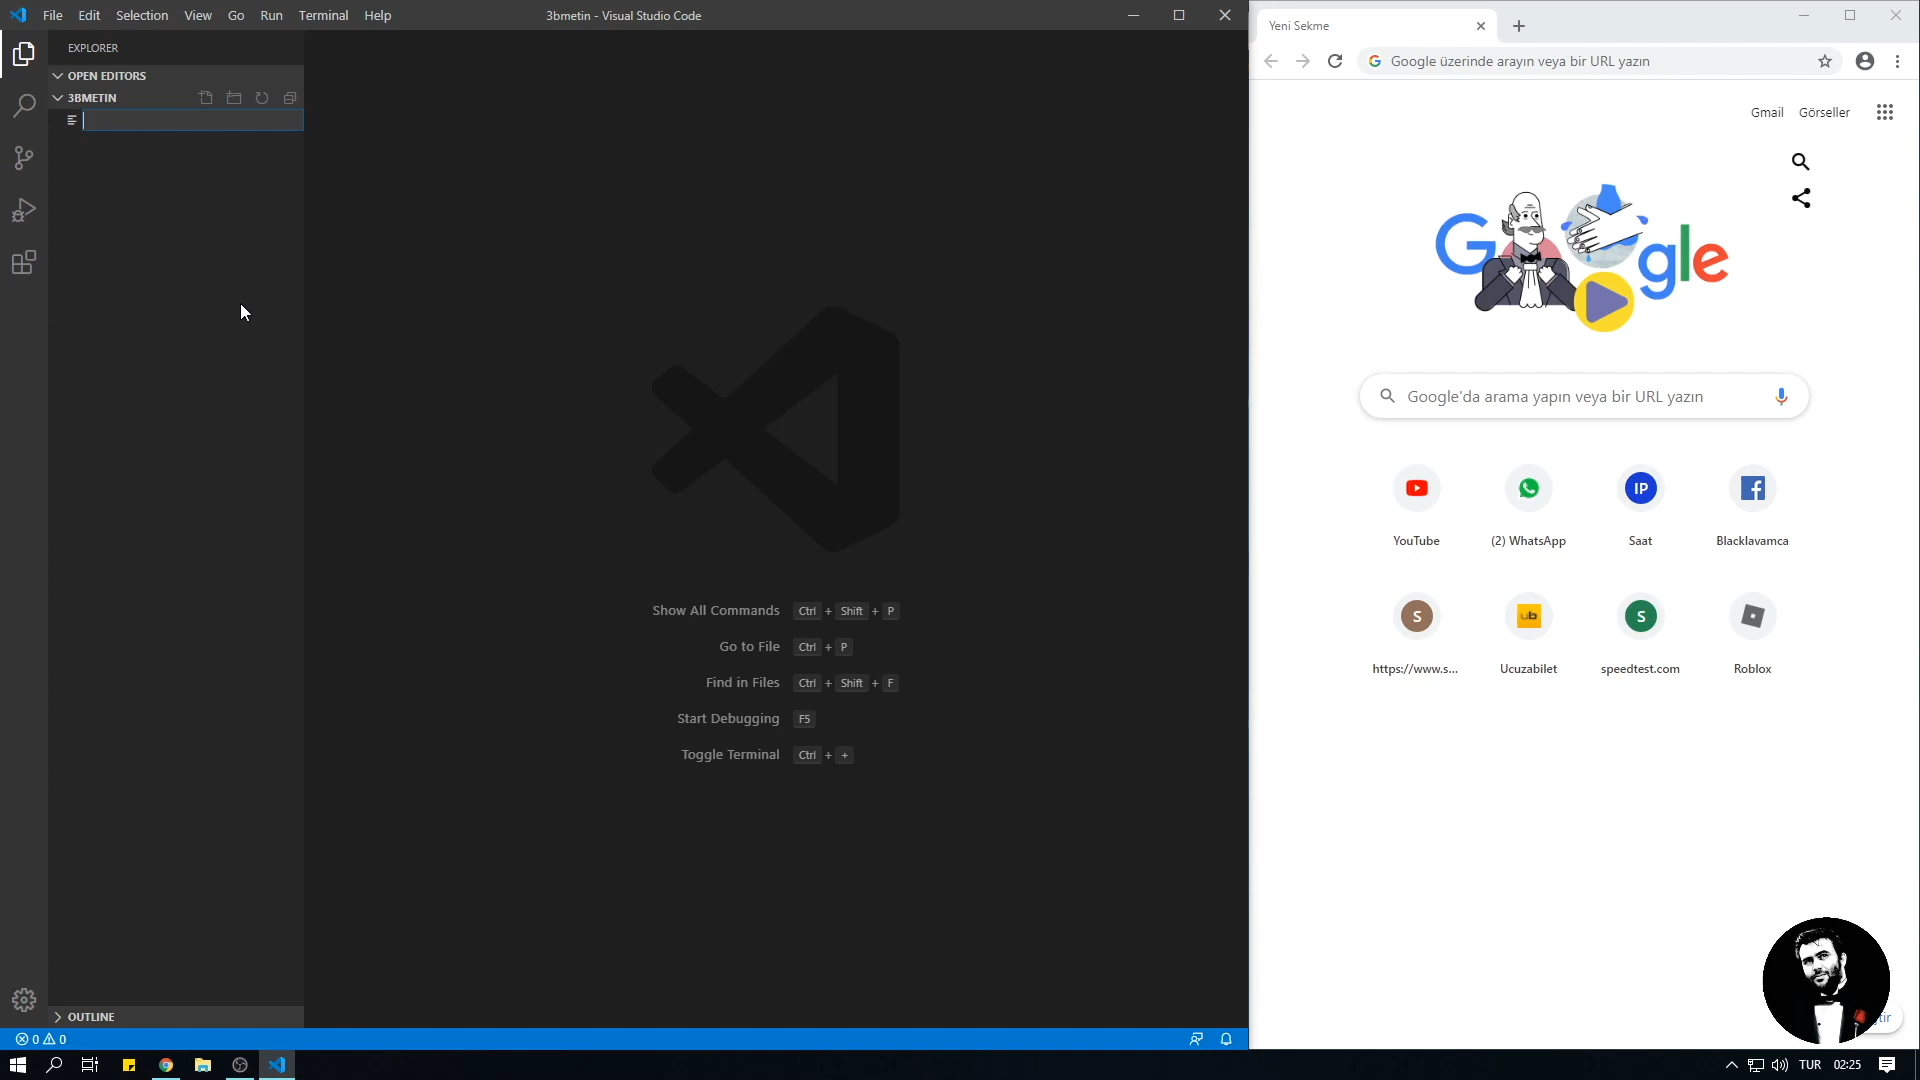 File Edit Selection View Go Run Terminal Help
3bmetin - Visual Studio Code
EXPLORER
OPEN EDITORS
3BMETIN
Show All Commands Ctrl + Shift + P
Go to File Ctrl + P
Find in Files Ctrl + Shift + F
Start Debugging F5
Toggle Terminal Ctrl + +
OUTLINE
0 0
Yeni Sekme
Google üzerinde arayın veya bir URL yazın
Gmail Görseller
Google
Google'da arama yapın veya bir URL yazın
IP
YouTube (2) WhatsApp Saat Blacklavamca
S ub S
https://www.s... Ucuzabilet speedtest.com Roblox
tir
TUR 02:25